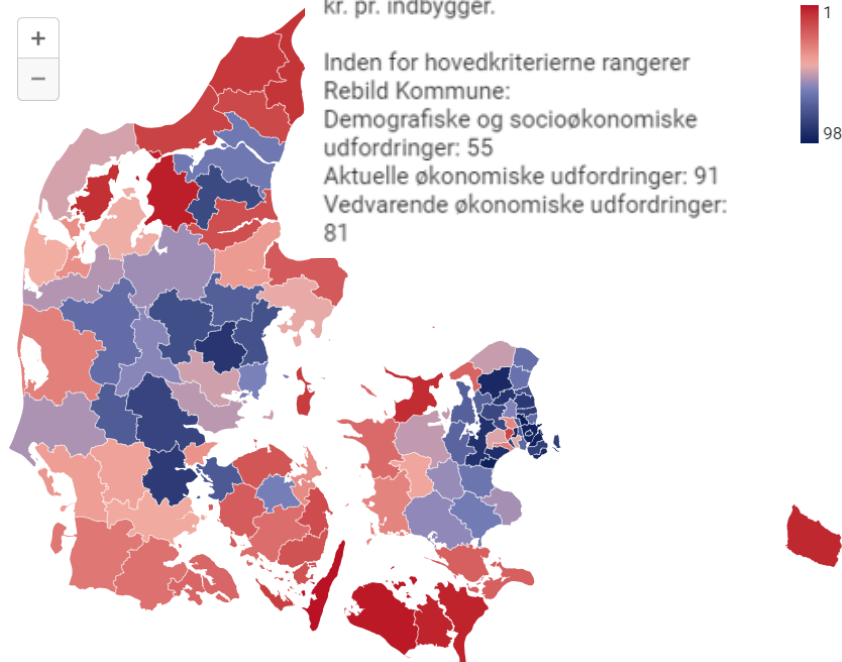 kr. pr. indbygger.
Inden for hovedkriterierne rangerer
Rebild Kommune:
Demografiske og socioøkonomiske
udfordringer: 55
Aktuelle økonomiske udfordringer: 91
Vedvarende økonomiske udfordringer:
81
+
−
1
98